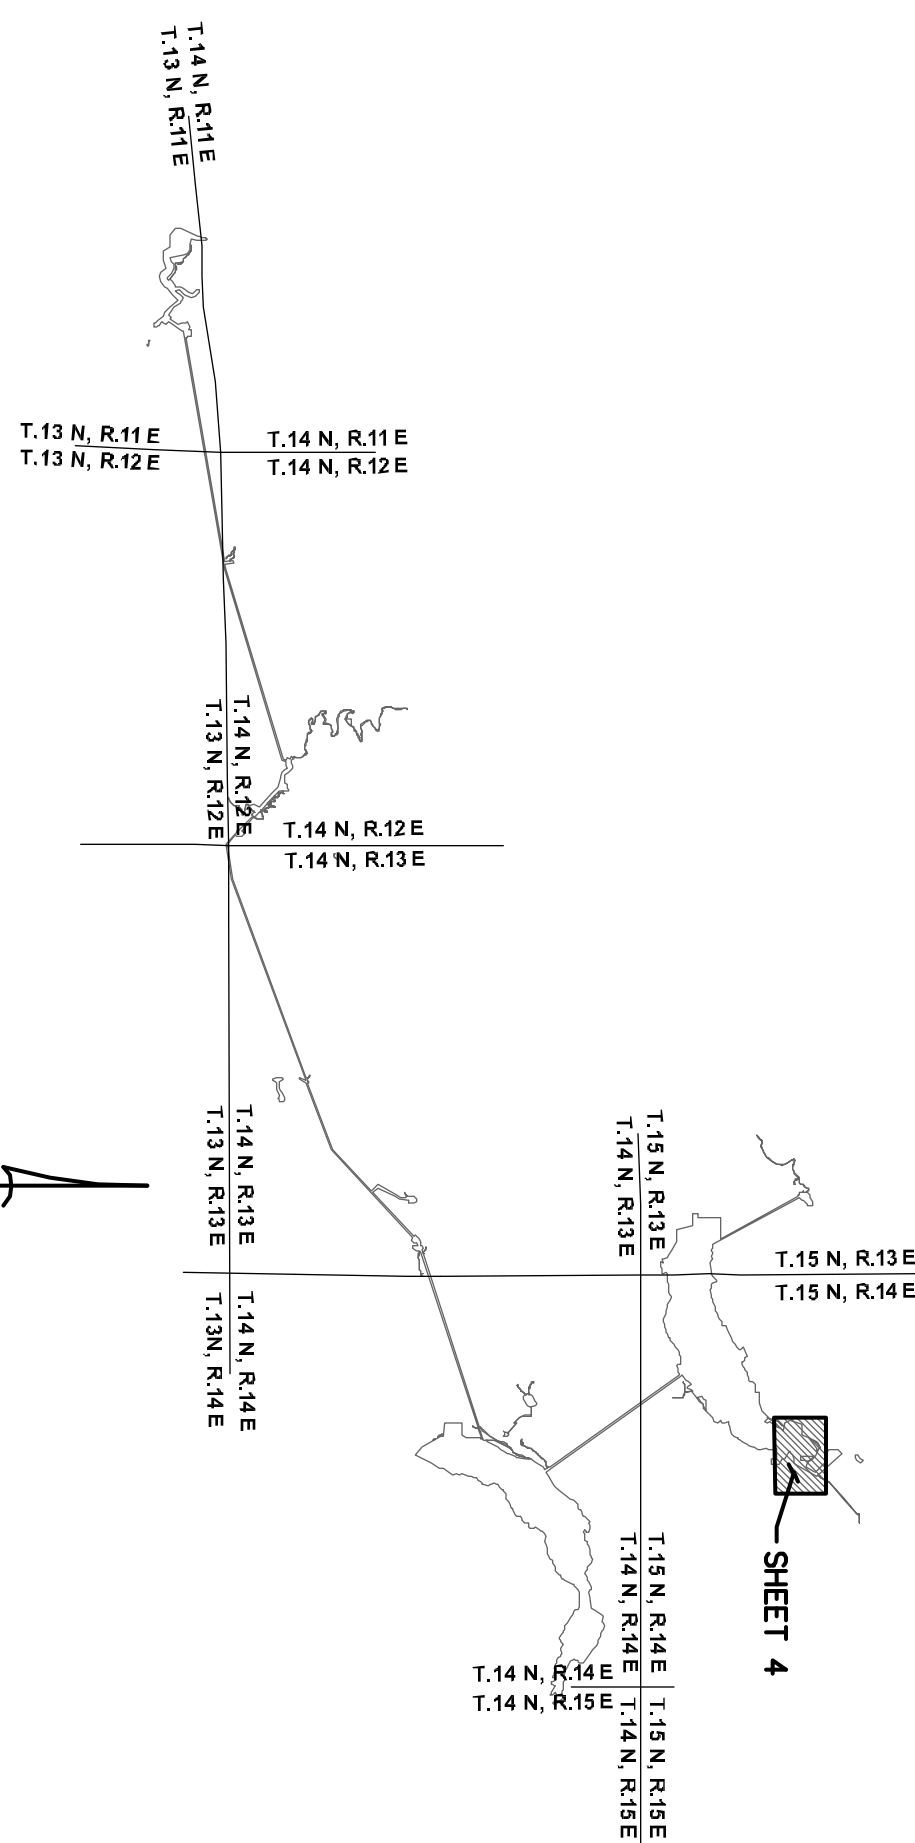 T.14 N, R.11 E
T.13 N, R.11 E
T.13 N, R.11 E
T.13 N, R.12 E
T.14 N, R.11 E
T.14 N, R.12 E
T.14 N, R.12 E
T.13 N, R.12 E
T.14 N, R.12 E
T.14 N, R.13 E
T.14 N, R.13 E
T.13 N, R.13 E
T.15 N, R.13 E
T.14 N, R.13 E
T.15 N, R.13 E
T.15 N, R.14 E
T.14 N, R.14 E
T.13N, R.14 E
SHEET 4
T.15 N, R.14 E
T.14 N, R.14 E
T.14 N, R.14 E
T.14 N, R.15 E
T.15 N, R.15 E
T.14 N, R.15 E